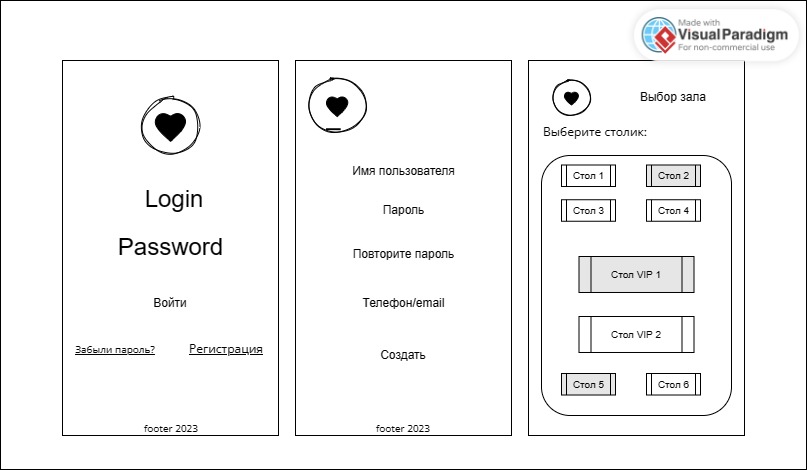 Made with
VisualParadigm
For non-commercial use
Login
Password
Войти
Забыли пароль?
Регистрация
footer 2023
Имя пользователя
Пароль
Повторите пароль
Телефон/email
Создать
footer 2023
Выбор зала
Выберите столик:
Стол 1
Стол 2
Стол 3
Стол 4
Стол VIP 1
Стол VIP 2
Стол 5
Стол 6